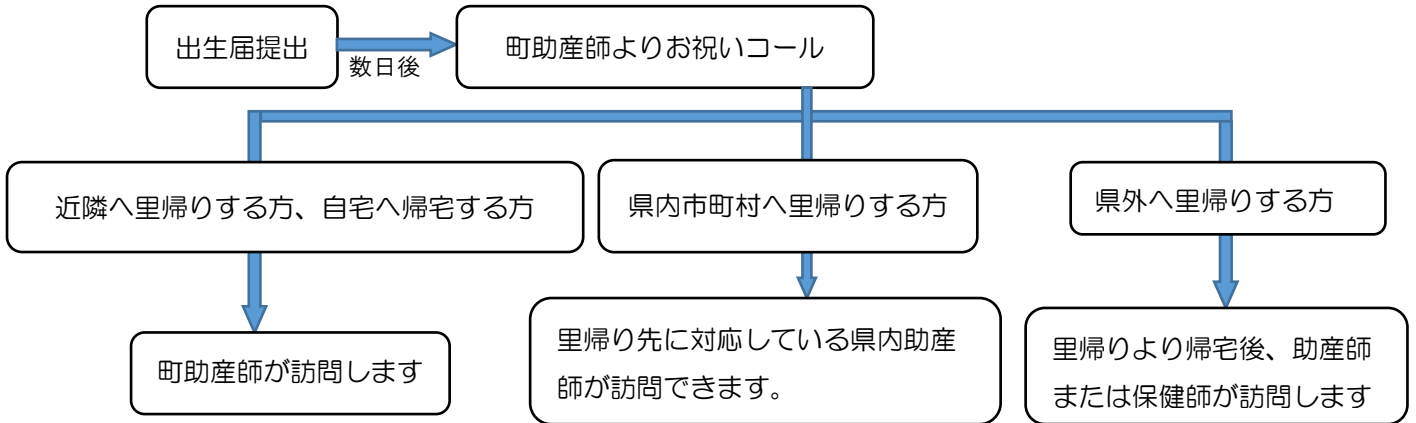 出生届提出
数日後
町助産師よりお祝いコール
近隣へ里帰りする方、自宅へ帰宅する方
県内市町村へ里帰りする方
県外へ里帰りする方
町助産師が訪問します
里帰り先に対応している県内助産
師が訪問できます。
里帰りより帰宅後、助産師
または保健師が訪問します